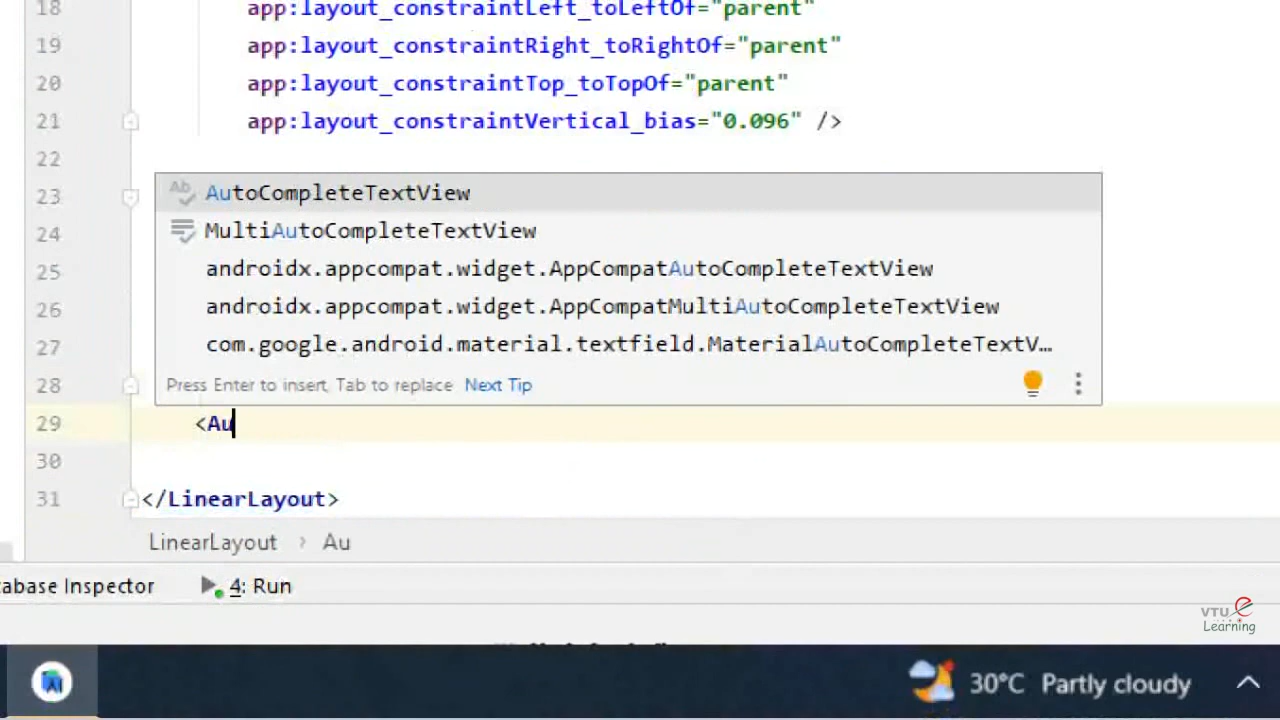 18 app:layout_constraintLeft_toLeftOf="parent"
19 app:layout_constraintRight_toRightOf="parent"
20 app:layout_constraintTop_toTopOf="parent"
21 app:layout_constraintVertical_bias="0.096" />
22
23 AutoCompleteTextView
24 MultiAutoCompleteTextView
25 androidx.appcompat.widget.AppCompatAutoCompleteTextView
26 androidx.appcompat.widget.AppCompatMultiAutoCompleteTextView
27 com.google.android.material.textfield.MaterialAutoCompleteTextV...
28 Press Enter to insert, Tab to replace Next Tip
29 <Au
30
31 </LinearLayout>
LinearLayout > Au
abase Inspector 4: Run
VTU e
Learning
30°C Partly cloudy